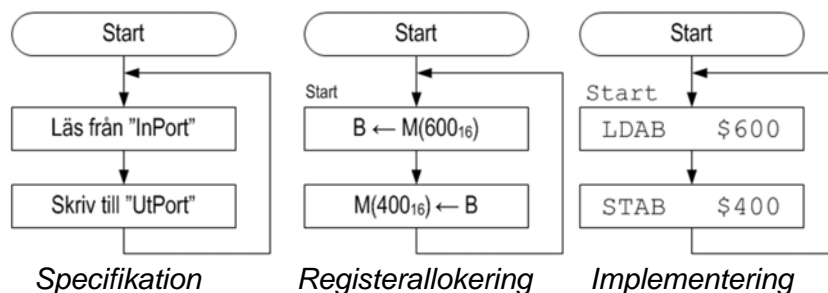 Start
Läs från "InPort"
Skriv till "UtPort"
Specifikation
Start
Start
B ← M(600₁₆)
M(400₁₆) ← B
Registerallokering
Start
Start
LDAB $600
STAB $400
Implementering